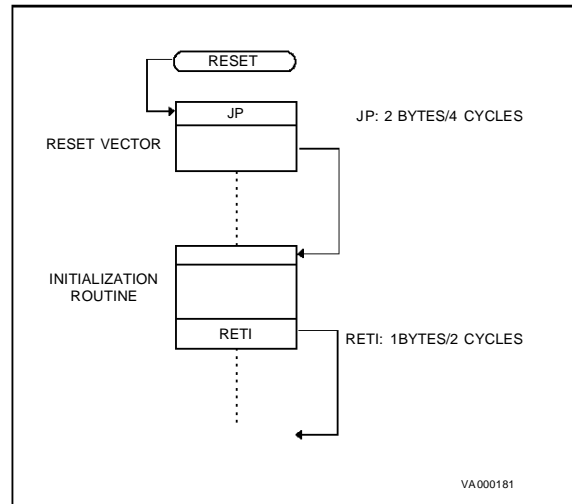 RESET
JP
JP: 2 BYTES/4 CYCLES
RESET VECTOR
INITIALIZATION
ROUTINE
RETI
RETI: 1BYTES/2 CYCLES
VA000181